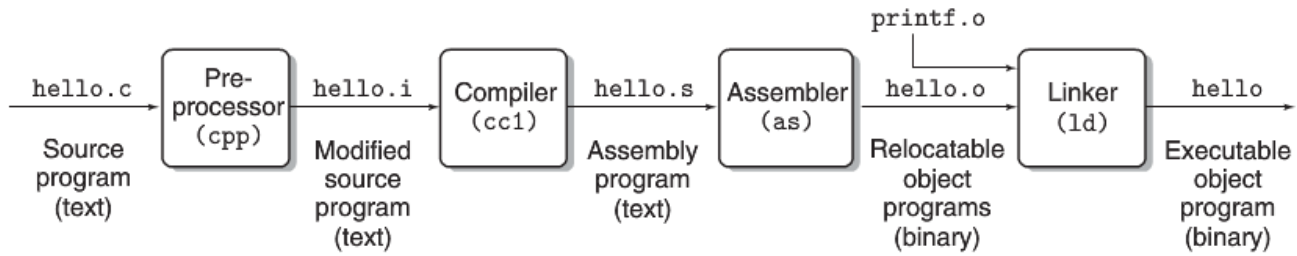 printf.o
hello.c
Pre-
processor
(cpp)
hello.i
Compiler
(cc1)
hello.s
Assembler
(as)
hello.o
Linker
(ld)
hello
Source
program
(text)
Modified
source
program
(text)
Assembly
program
(text)
Relocatable
object
programs
(binary)
Executable
object
program
(binary)